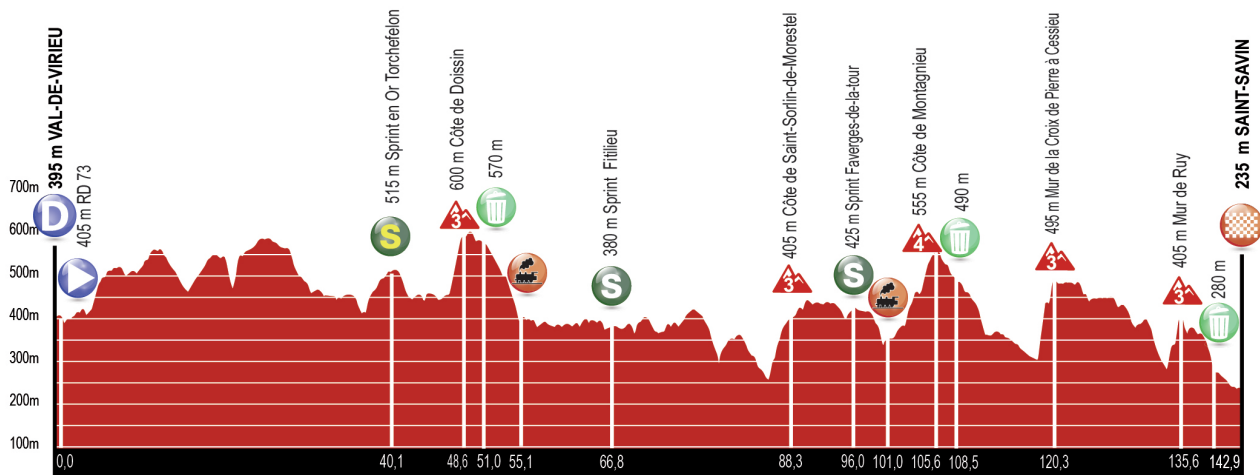 395 m VAL-DE-VIRIEU
405 m RD 73
515 m Sprint en Or Torchefelon
600 m Côte de Doissin
570 m
380 m Sprint Fitilieu
405 m Côte de Saint-Sorlin-de-Morestel
425 m Sprint Faverges-de-la-tour
555 m Côte de Montagnieu
490 m
495 m Mur de la Croix de Pierre à Cessieu
405 m Mur de Ruy
280 m
235 m SAINT-SAVIN
D
S
3
S
3
S
4
3
3
700m
600m
500m
400m
300m
200m
100m
0,0 40,1 48,6 51,0 55,1 66,8 88,3 96,0 101,0 105,6 108,5 120,3 135,6 142,9